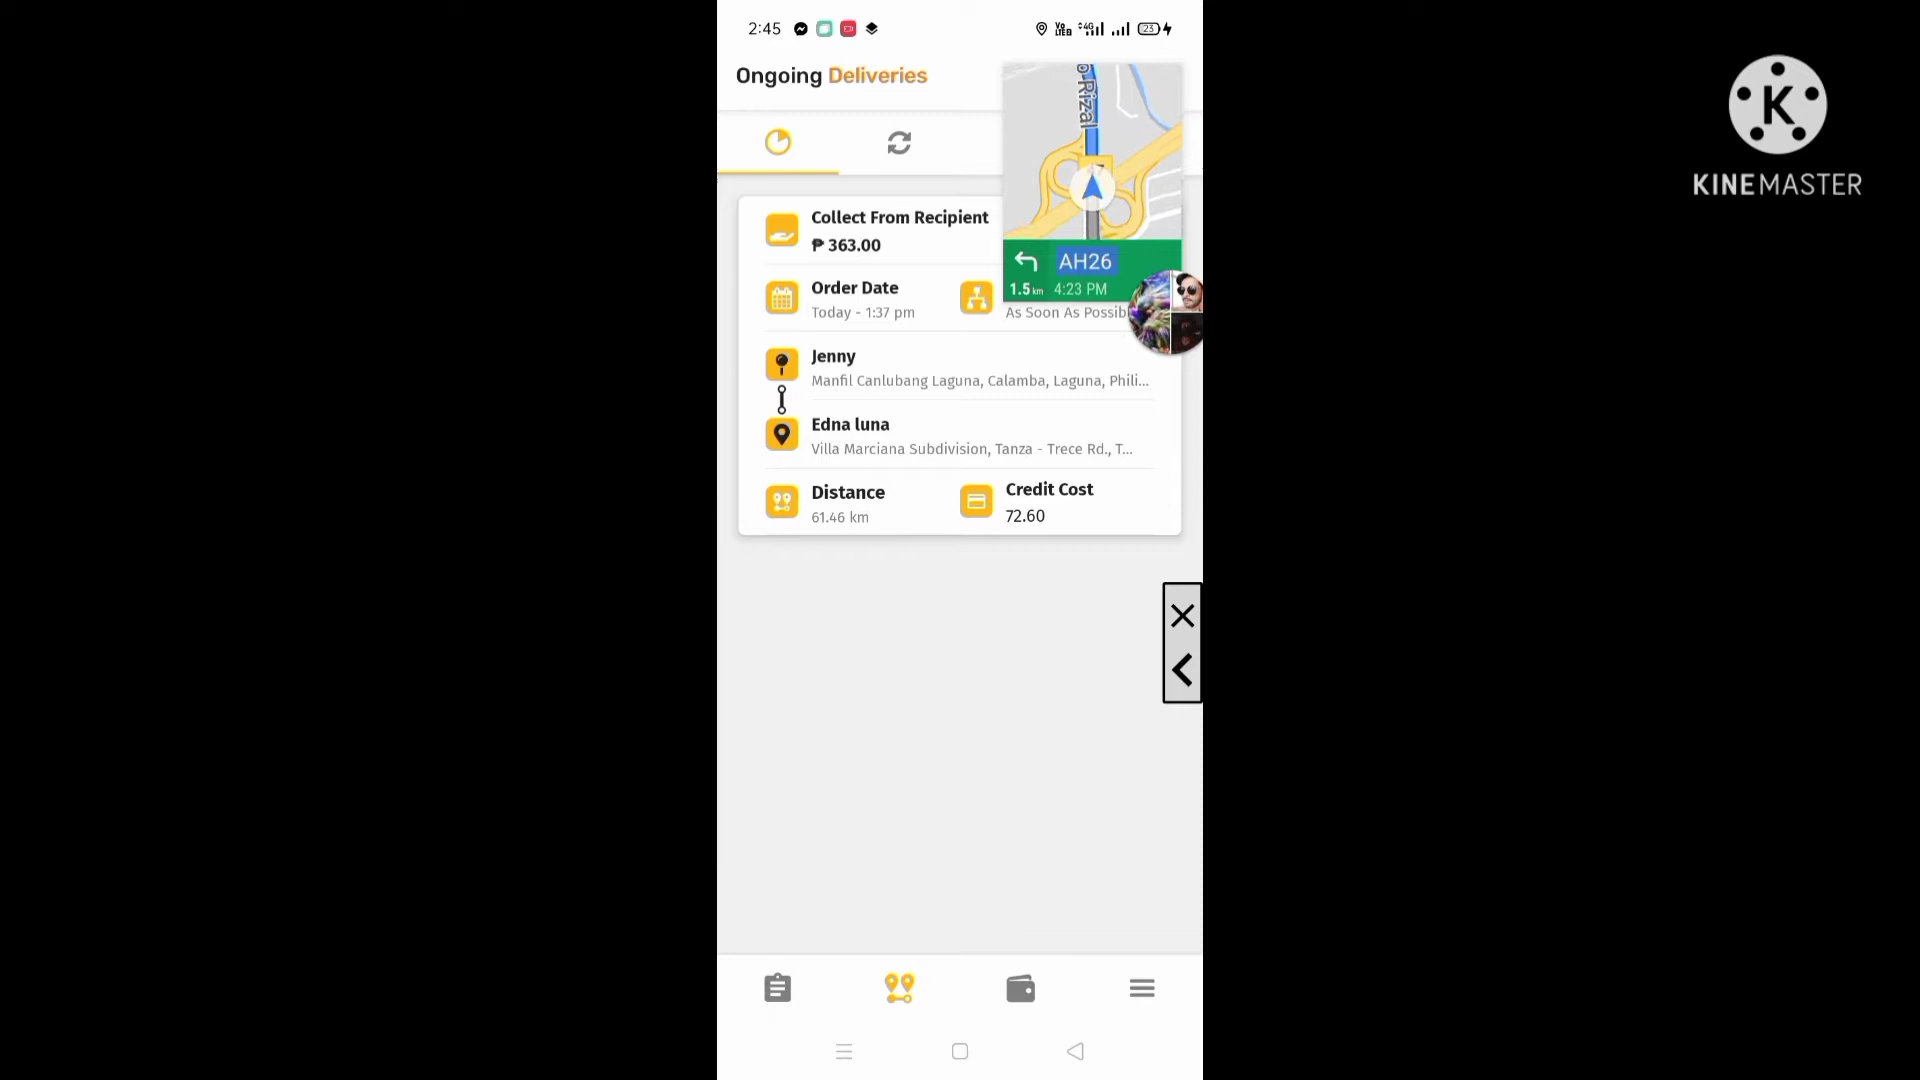 2:45
23
Ongoing Deliveries
o Rizal
Collect From Recipient
₱ 363.00
AH26
1.5 km 4:23 PM
Order Date
Today - 1:37 pm
As Soon As Possib
Jenny
Manfil Canlubang Laguna, Calamba, Laguna, Phili...
Edna luna
Villa Marciana Subdivision, Tanza - Trece Rd., T...
Distance
61.46 km
Credit Cost
72.60
K
KINEMASTER